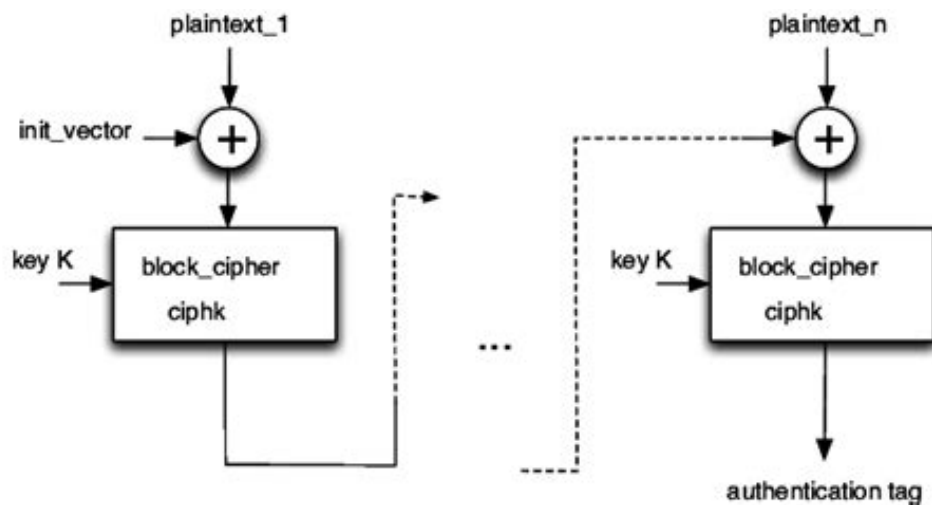 plaintext_1
plaintext_n
init_vector
+
+
key K
block_cipher
ciphk
...
key K
block_cipher
ciphk
authentication tag